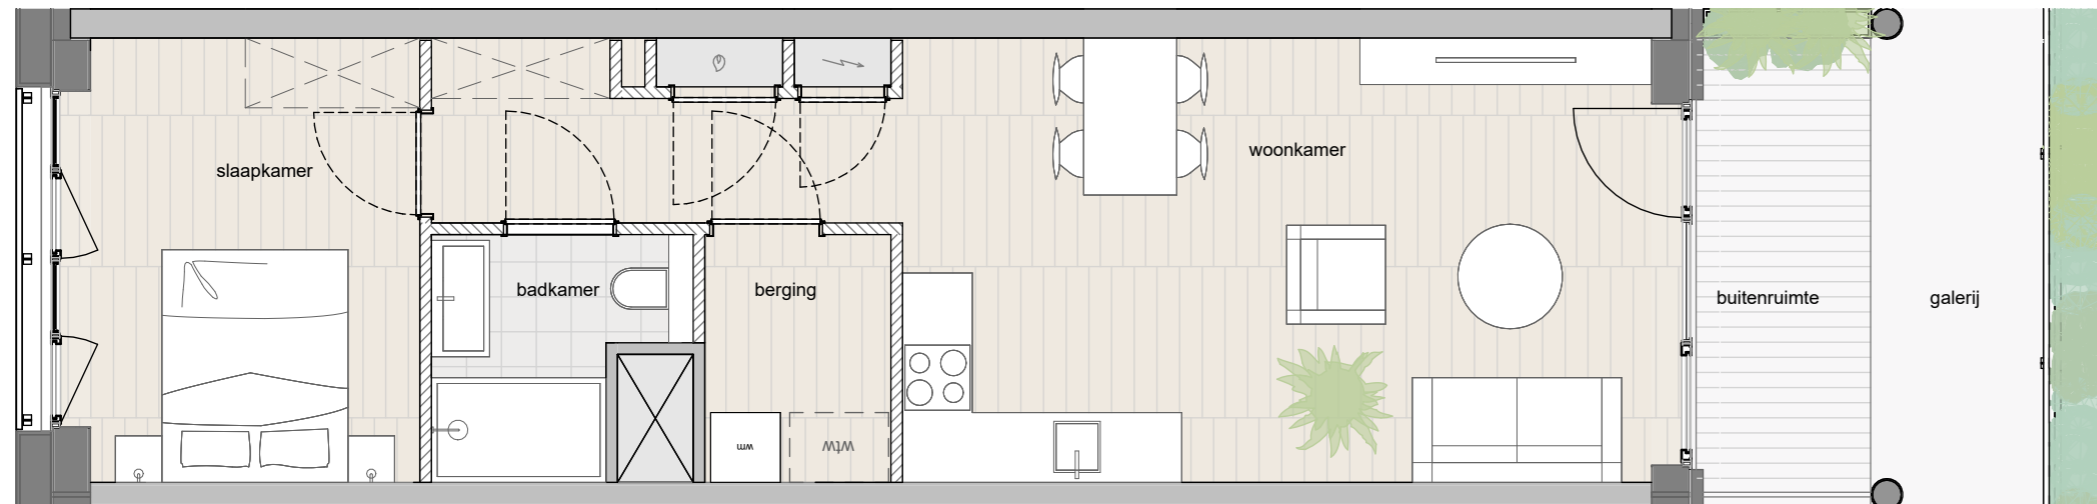 slaapkamer
woonkamer
badkamer
berging
buitenruimte
galerij
wm
wtw